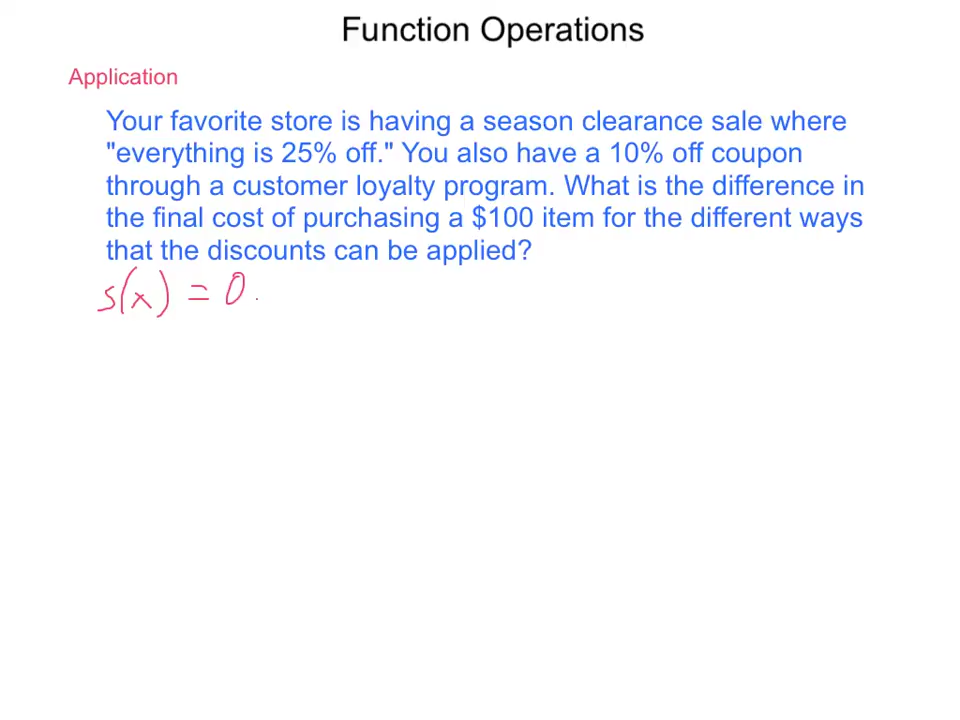 Function Operations
Application
Your favorite store is having a season clearance sale where
"everything is 25% off." You also have a 10% off coupon
through a customer loyalty program. What is the difference in
the final cost of purchasing a $100 item for the different ways
that the discounts can be applied?
s(x) = 0.